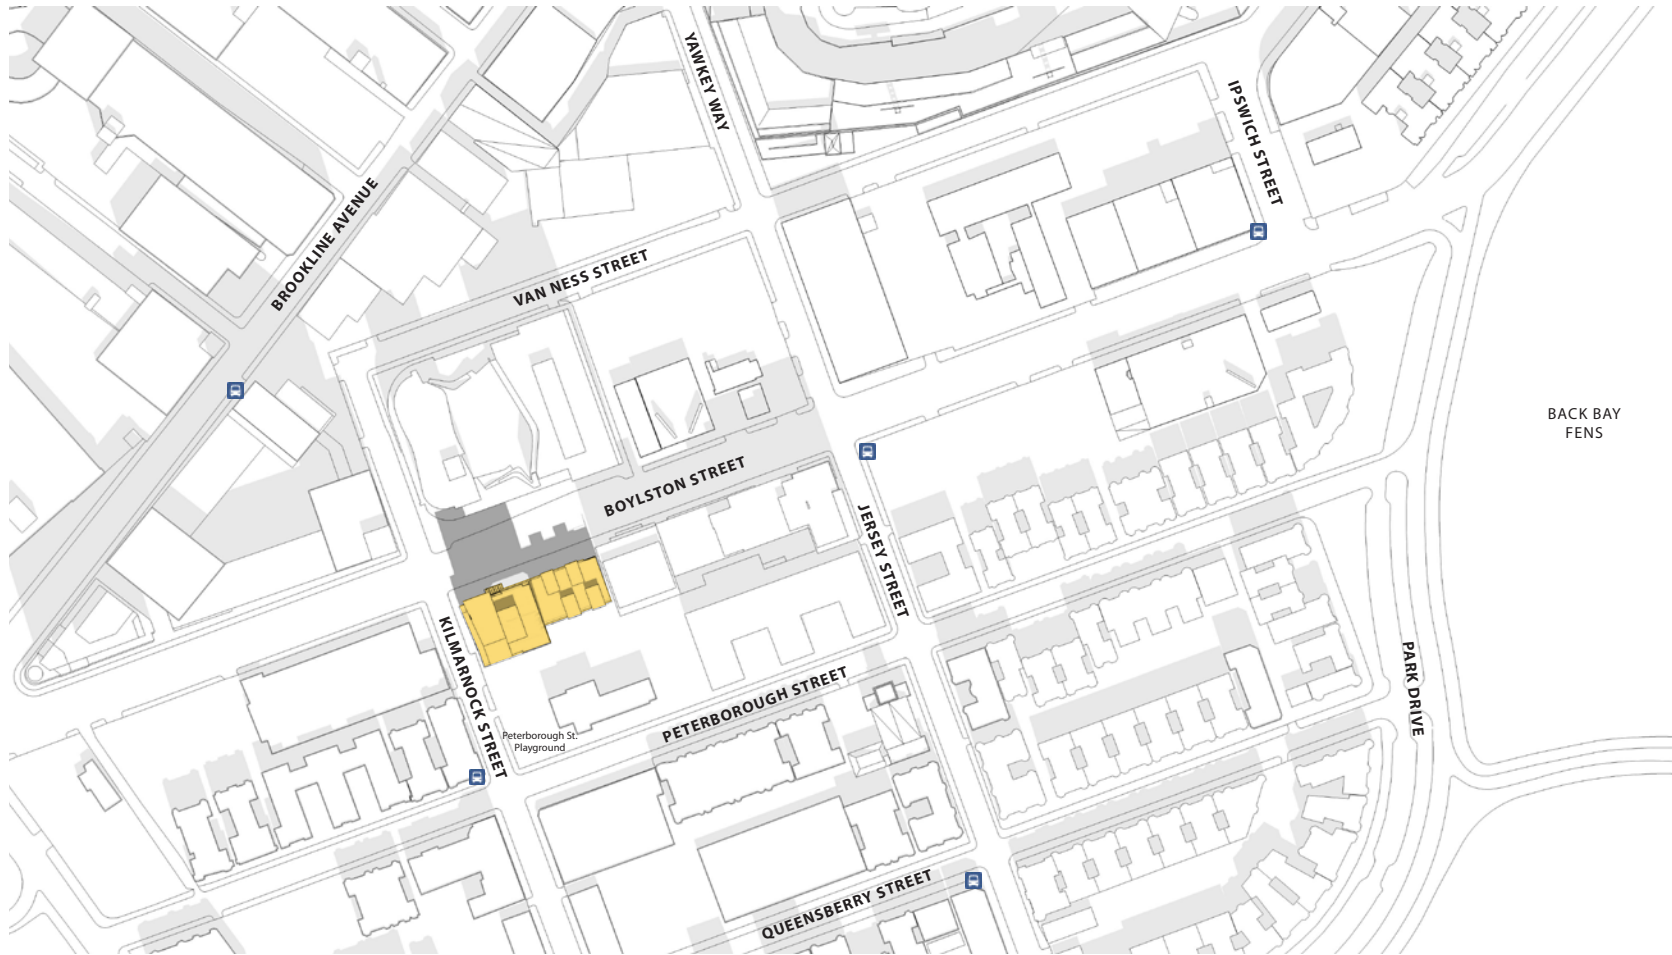 YAWKEY WAY
IPSWICH STREET
BROOKLINE AVENUE
VAN NESS STREET
BACK BAY
FENS
BOYLSTON STREET
JERSEY STREET
KILMARNOCK STREET
PARK DRIVE
PETERBOROUGH STREET
Peterborough St.
Playground
QUEENSBERRY STREET